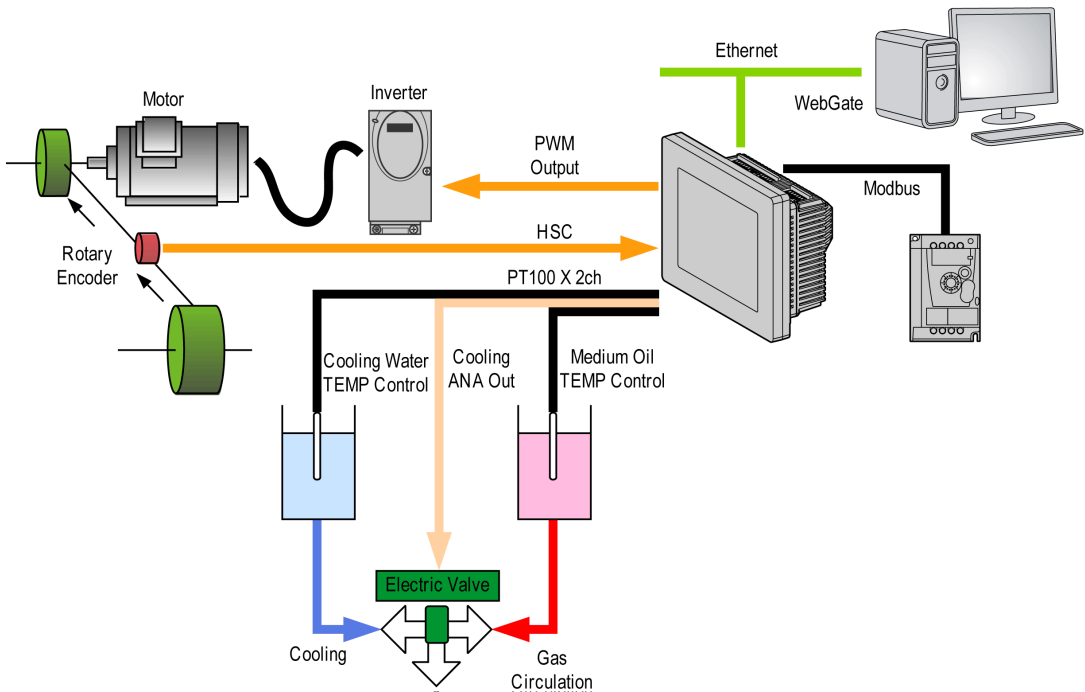 Ethernet
WebGate
Motor
Inverter
PWM
Output
Modbus
HSC
Rotary
Encoder
PT100 X 2ch
Cooling Water
TEMP Control
Cooling
ANA Out
Medium Oil
TEMP Control
Electric Valve
Cooling
Gas
Circulation